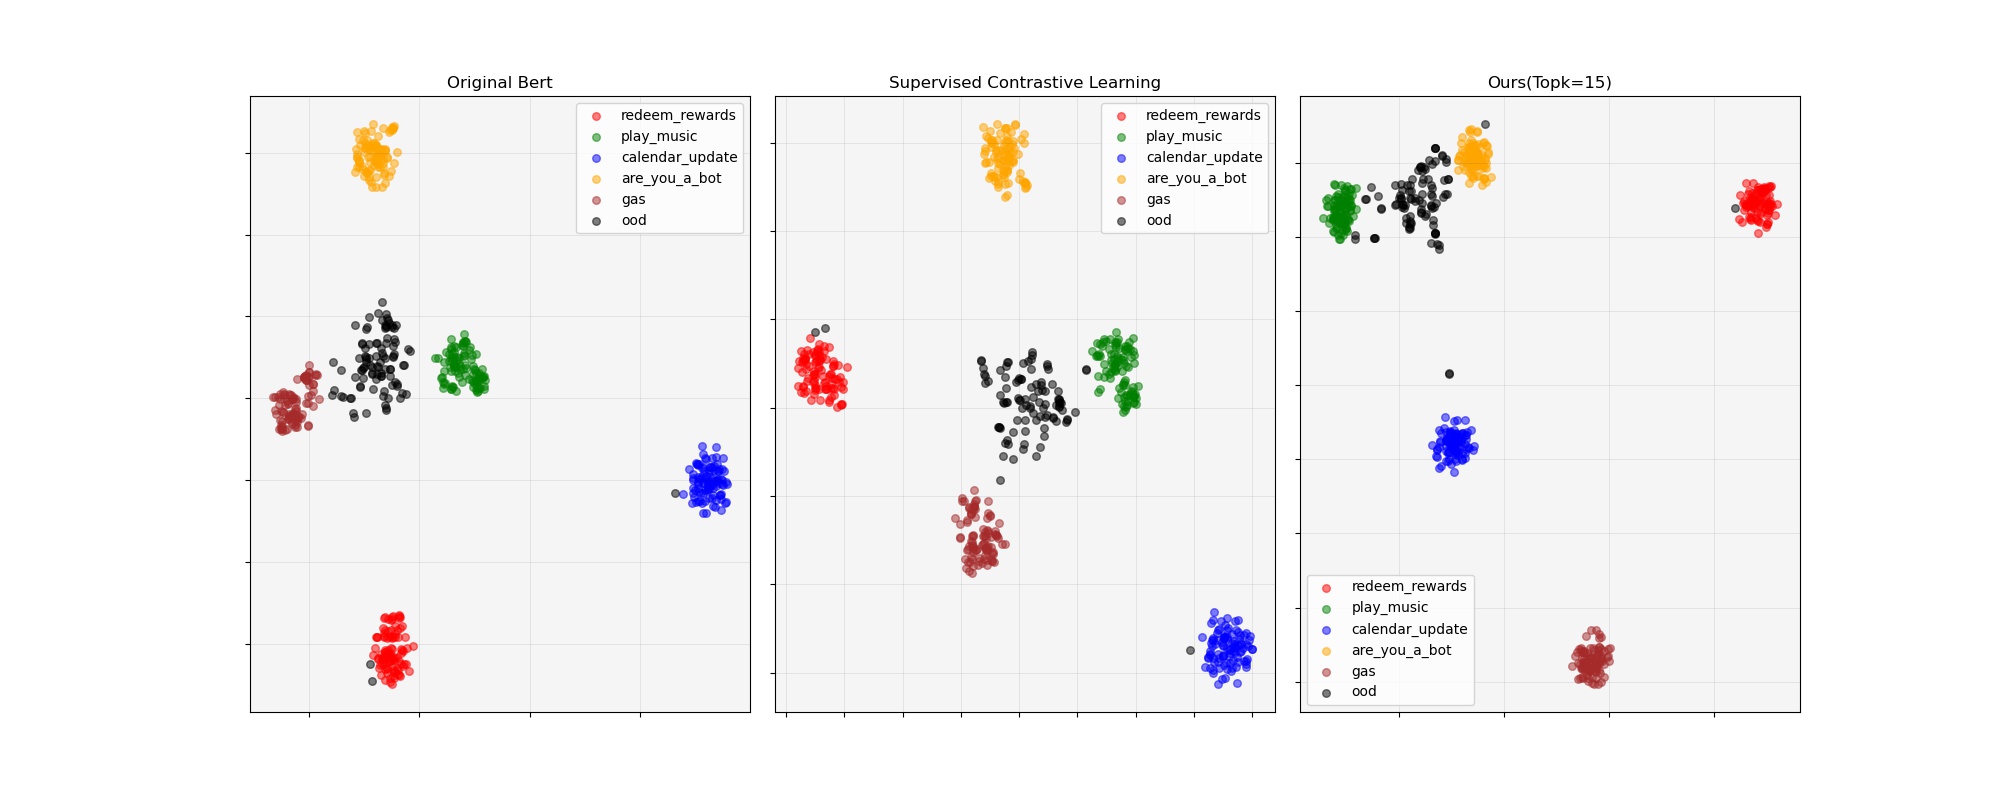 Original Bert
redeem_rewards
play_music
calendar_update
are_you_a_bot
gas
ood
Supervised Contrastive Learning
redeem_rewards
play_music
calendar_update
are_you_a_bot
gas
ood
Ours(Topk=15)
redeem_rewards
play_music
calendar_update
are_you_a_bot
gas
ood